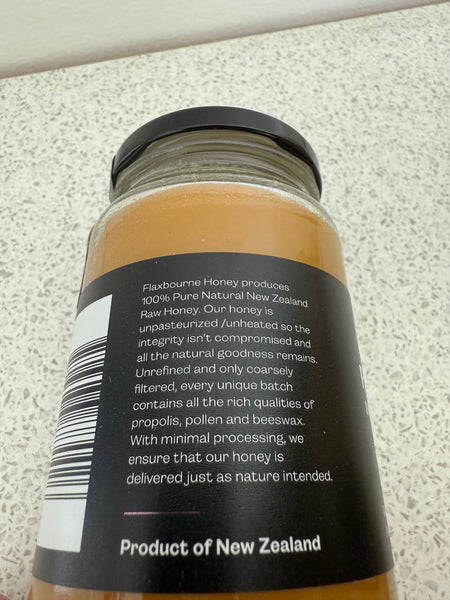 Flaxbourne Honey produces
100% Pure Natural New Zealand
Raw Honey. Our honey is
unpasteurized /unheated so the
integrity isn't compromised and
all the natural goodness remains.
Unrefined and only coarsely
filtered, every unique batch
contains all the rich qualities of
propolis, pollen and beeswax.
With minimal processing, we
ensure that our honey is
delivered just as nature intended.
Product of New Zealand